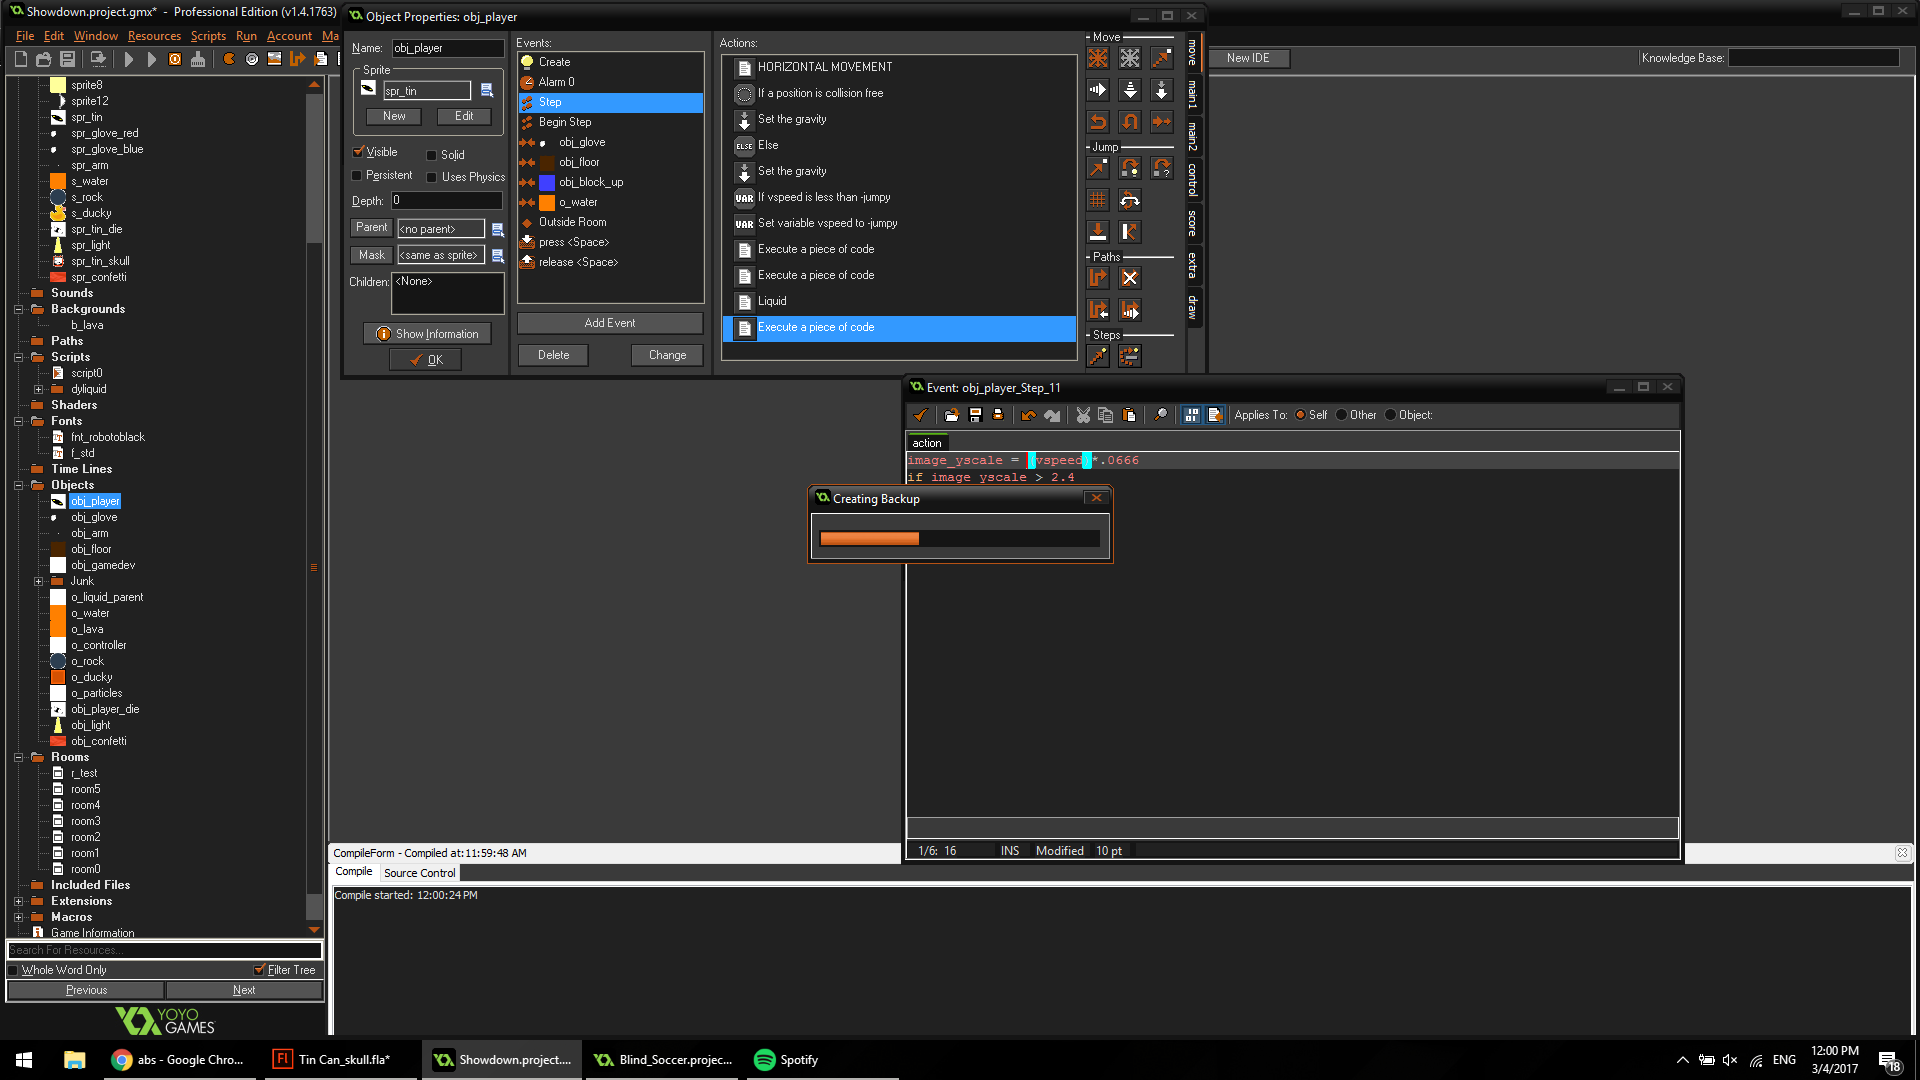 Showdown.project.gmx* - Professional Edition (v1.4.1763)
File Edit Window Resources Scripts Run Account Ma
New IDE
Knowledge Base:
sprite8
sprite12
spr_tin
spr_glove_red
spr_glove_blue
spr_arm
s_water
s_rock
s_ducky
spr_tin_die
spr_light
spr_tin_skull
spr_confetti
Sounds
Backgrounds
b_lava
Paths
Scripts
script0
dyliquid
Shaders
Fonts
fnt_robotoblack
f_std
Time Lines
Objects
obj_player
obj_glove
obj_arm
obj_floor
obj_gamedev
Junk
o_liquid_parent
o_water
o_lava
o_controller
o_rock
o_ducky
o_particles
obj_player_die
obj_light
obj_confetti
Rooms
r_test
room5
room4
room3
room2
room1
room0
Included Files
Extensions
Macros
Game Information
Search For Resources...
Whole Word Only
Filter Tree
Previous
Next
YOYO GAMES
Object Properties: obj_player
Name: obj_player
Sprite
spr_tin
New
Edit
Visible
Solid
Persistent
Uses Physics
Depth: 0
Parent <no parent>
Mask <same as sprite>
Children: <None>
Show Information
OK
Events:
Create
Alarm 0
Step
Begin Step
obj_glove
obj_floor
obj_block_up
o_water
Outside Room
press <Space>
release <Space>
Add Event
Delete
Change
Actions:
HORIZONTAL MOVEMENT
If a position is collision free
Set the gravity
ELSE Else
Set the gravity
VAR If vspeed is less than -jumpy
VAR Set variable vspeed to -jumpy
Execute a piece of code
Execute a piece of code
Liquid
Execute a piece of code
Move
Jump
Paths
Steps
move
main1
main2
control
score
extra
draw
Event: obj_player_Step_11
Applies To: Self Other Object:
action
image_yscale = (vspeed)*.0666
if image_yscale > 2.4
1/6: 16 INS Modified 10 pt
Creating Backup
CompileForm - Compiled at:11:59:48 AM
Compile
Source Control
Compile started: 12:00:24 PM
abs - Google Chro...
Tin Can_skull.fla*
Showdown.project....
Blind_Soccer.projec...
Spotify
ENG
12:00 PM
3/4/2017
18